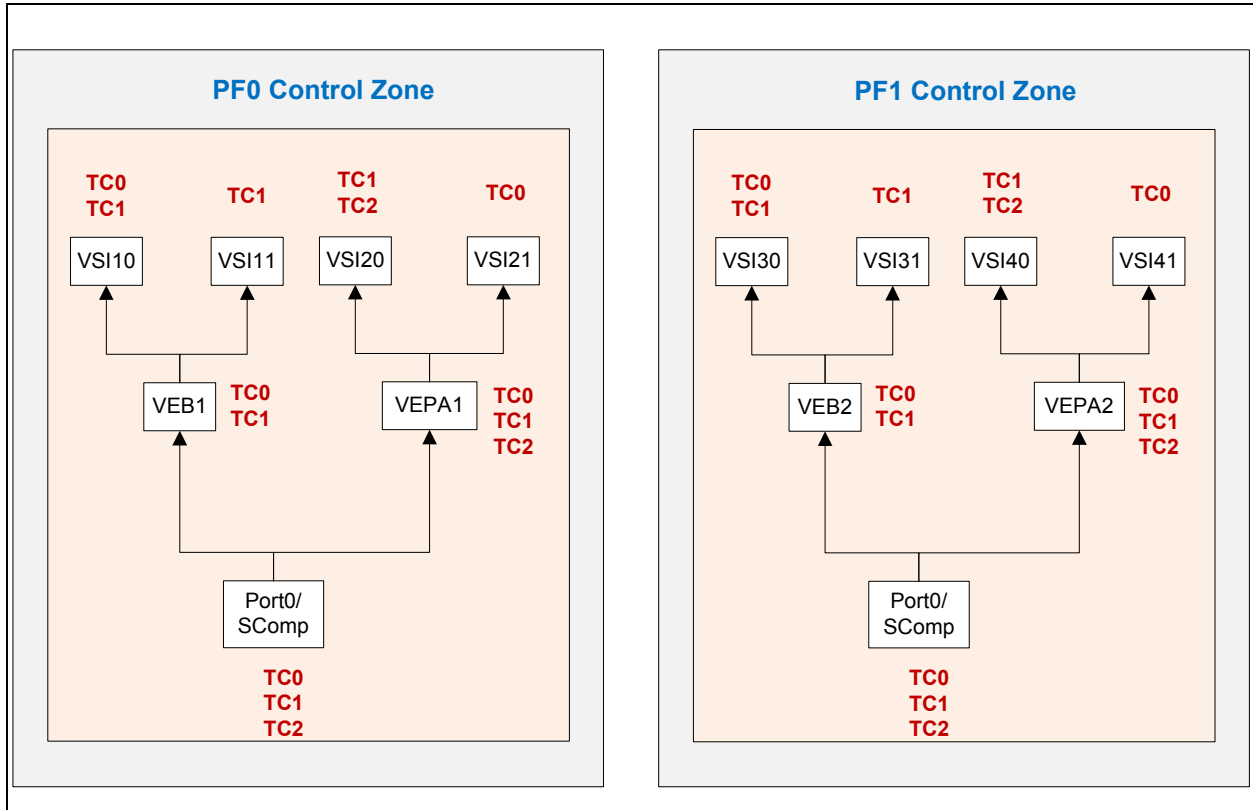 PF0 Control Zone
TC0
TC1
TC1
TC1
TC2
TC0
VSI10
VSI11
VSI20
VSI21
VEB1
TC0
TC1
VEPA1
TC0
TC1
TC2
Port0/
SComp
TC0
TC1
TC2
PF1 Control Zone
TC0
TC1
TC1
TC1
TC2
TC0
VSI30
VSI31
VSI40
VSI41
VEB2
TC0
TC1
VEPA2
TC0
TC1
TC2
Port0/
SComp
TC0
TC1
TC2